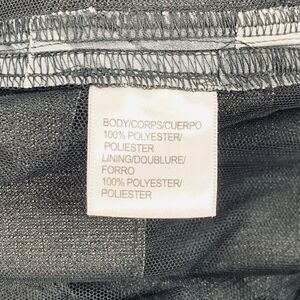 BODY/CORPS/CUERPO
100% POLYESTER/
POLIESTER
LINING/DOUBLURE/
FORRO
100% POLYESTER/
POLIESTER